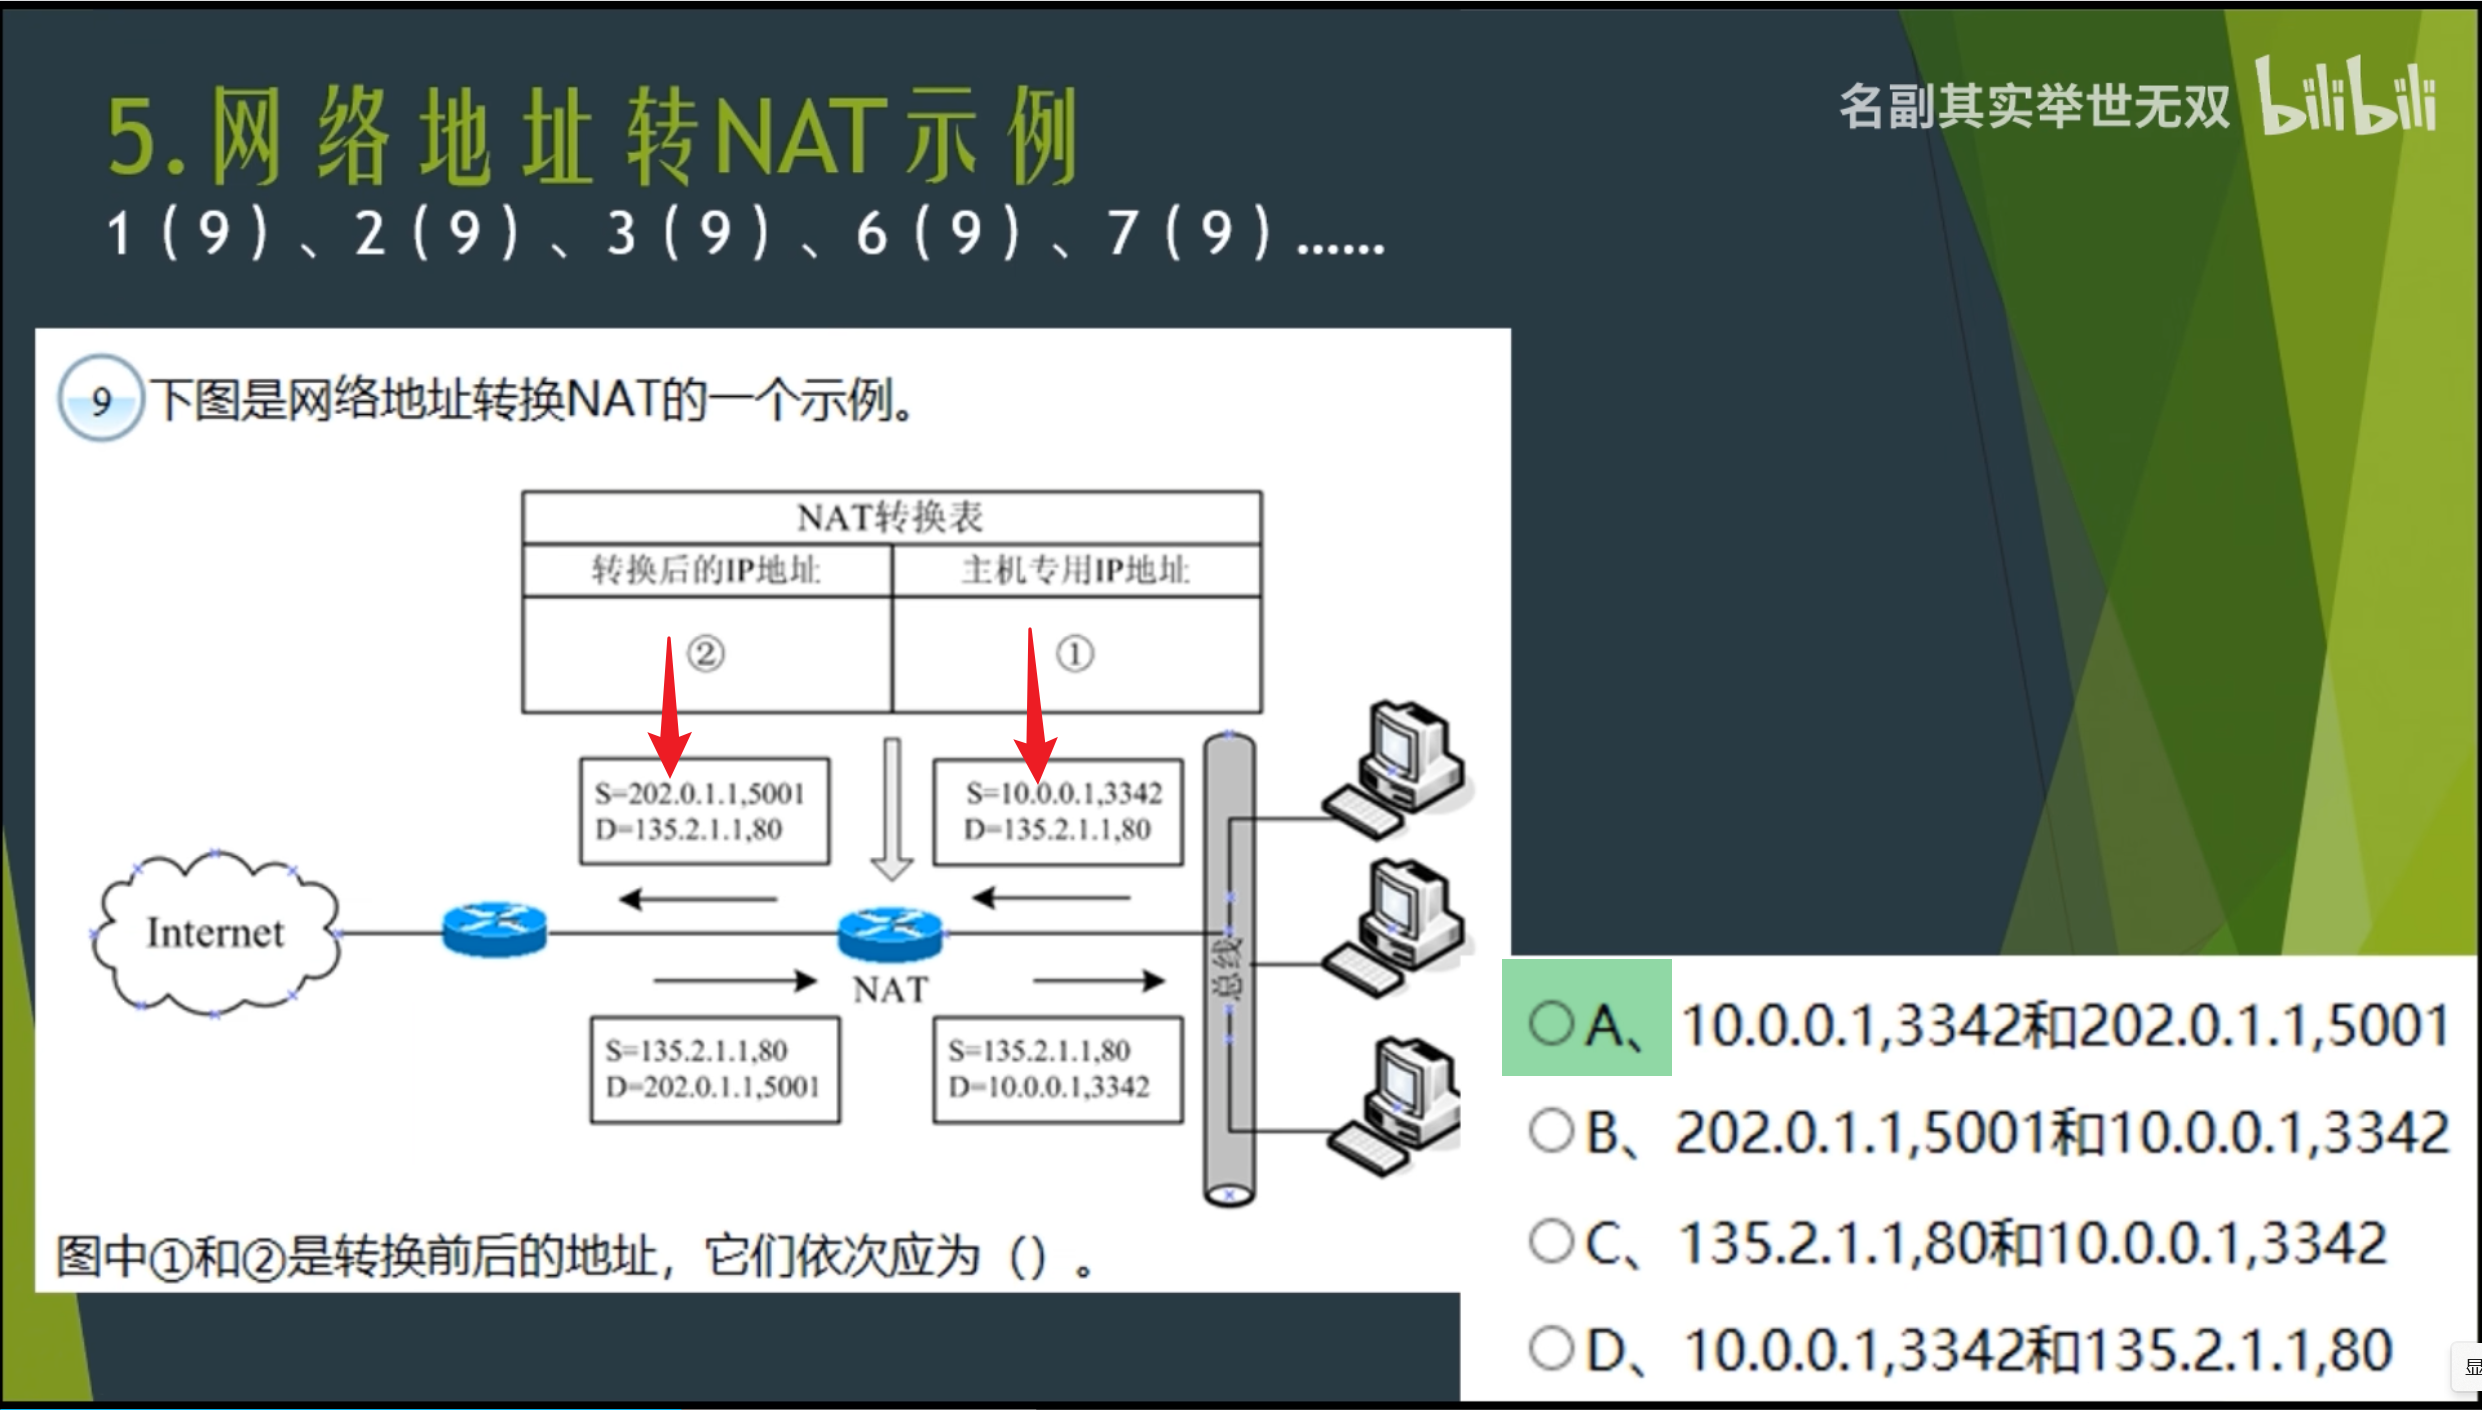 5.网络地址转NAT示例
名副其实举世无双 bilibili
1（9）、2（9）、3（9）、6（9）、7（9）......
9 下图是网络地址转换NAT的一个示例。
NAT转换表
转换后的IP地址 主机专用IP地址
② ①
S=202.0.1.1,5001
D=135.2.1.1,80
S=10.0.0.1,3342
D=135.2.1.1,80
Internet
NAT
总线
S=135.2.1.1,80
D=202.0.1.1,5001
S=135.2.1.1,80
D=10.0.0.1,3342
图中①和②是转换前后的地址，它们依次应为（）。
A、10.0.0.1,3342和202.0.1.1,5001
B、202.0.1.1,5001和10.0.0.1,3342
C、135.2.1.1,80和10.0.0.1,3342
D、10.0.0.1,3342和135.2.1.1,80